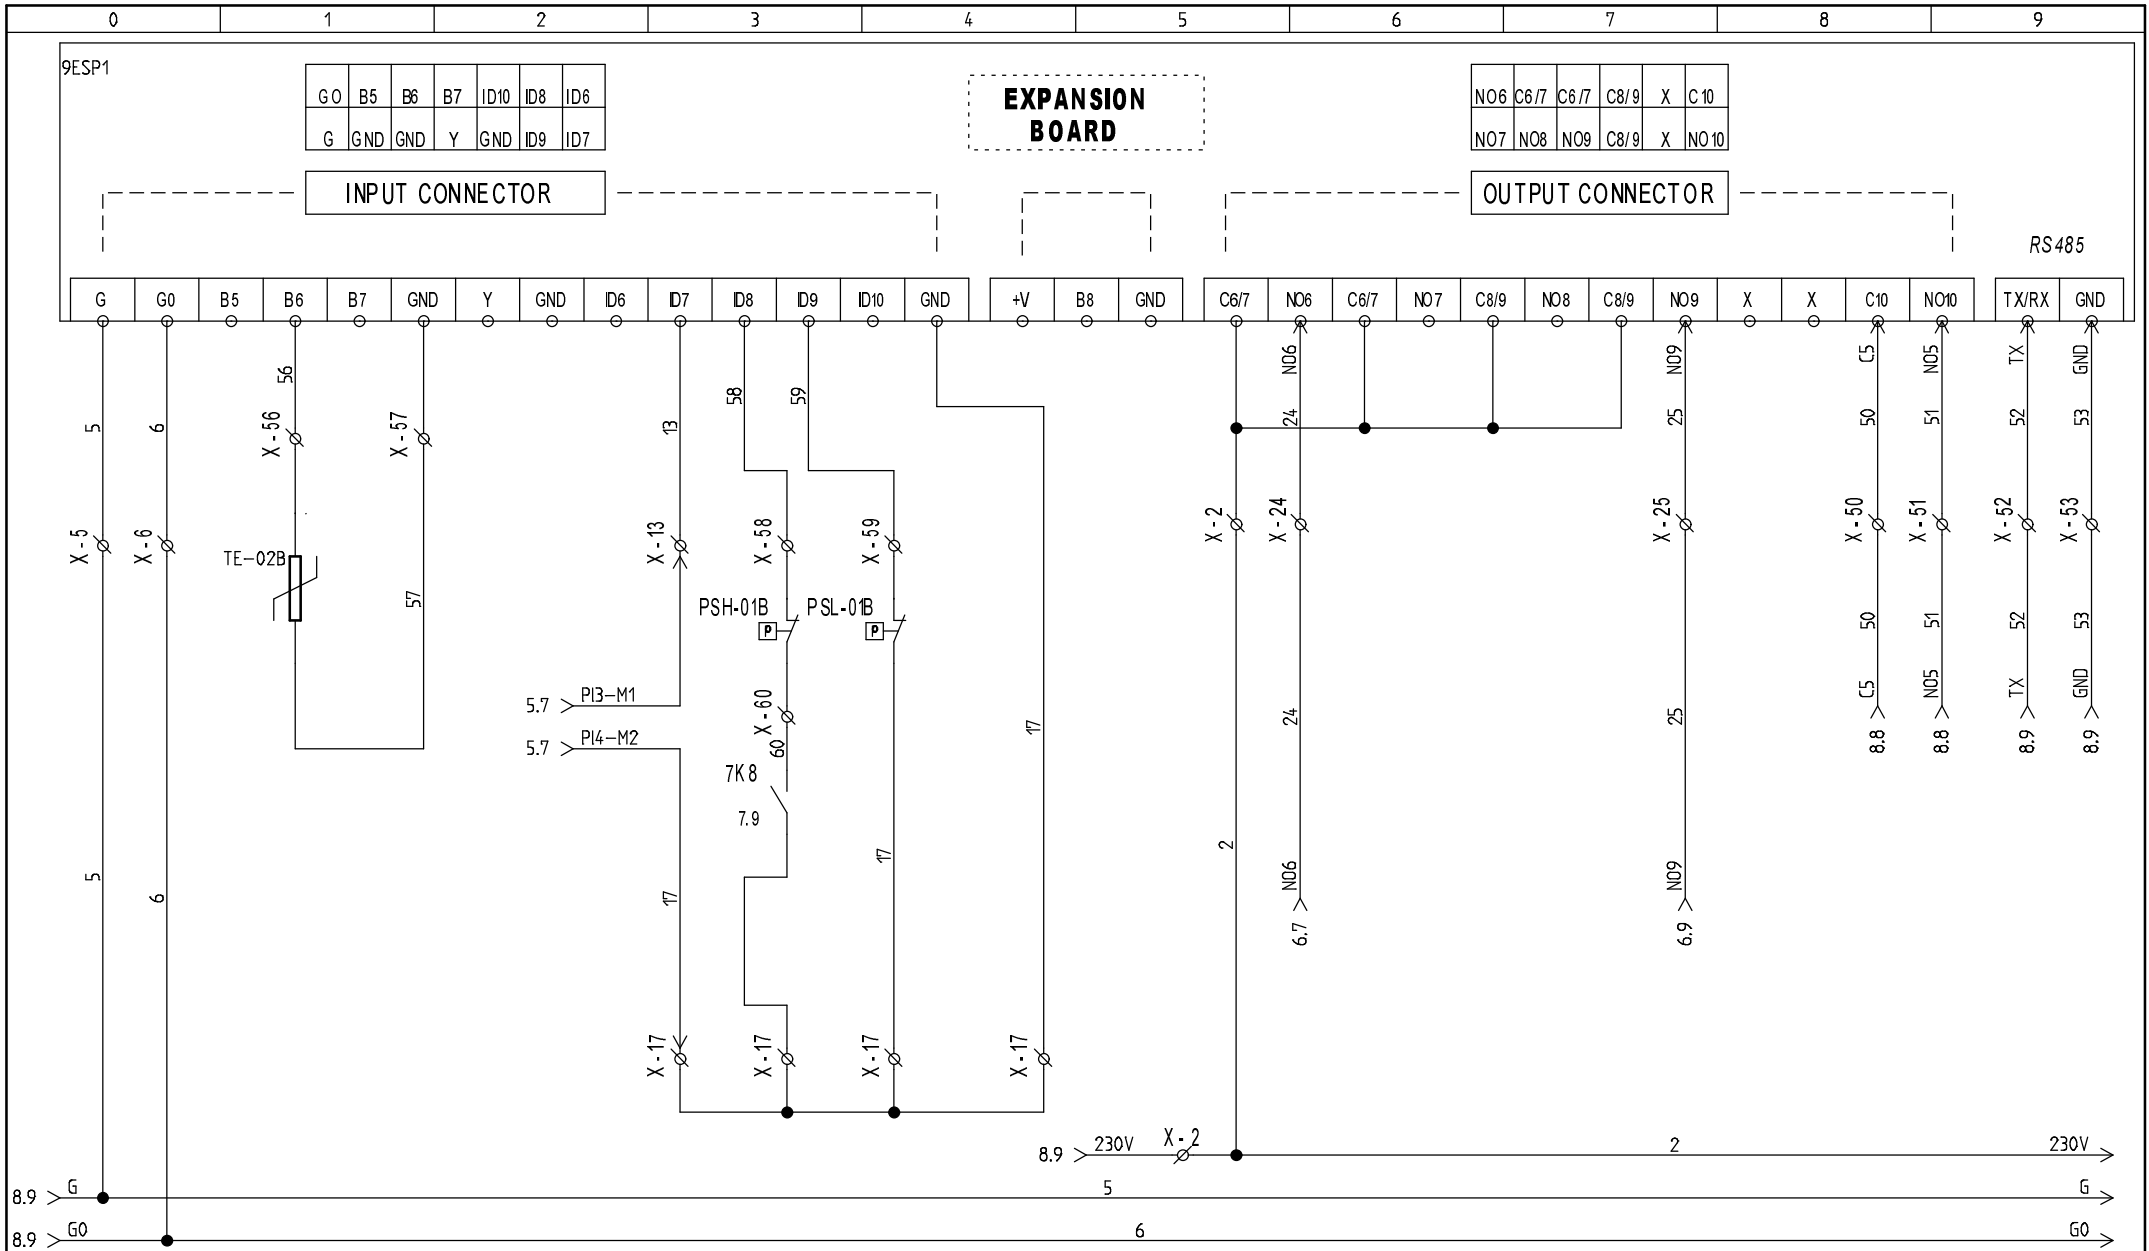 0 1 2 3 4 5 6 7 8 9
9ESP1
G0 B5 B6 B7 ID10 ID8 ID6
G GND GND Y GND ID9 ID7
EXPANSION
BOARD
NO6 C6/7 C6/7 C8/9 X C10
NO7 NO8 NO9 C8/9 X NO10
INPUT CONNECTOR
OUTPUT CONNECTOR
RS485
G G0 B5 B6 B7 GND Y GND ID6 ID7 ID8 ID9 ID10 GND +V B8 GND C6/7 NO6 C6/7 NO7 C8/9 NO8 C8/9 NO9 X X C10 NO10 TX/RX GND
56 58 59 NO6 NO9 C5 NO5 TX GND
5 6 X-56 X-57 13 24 25 50 51 52 53
X-5 X-6 X-13 X-58 X-59 X-2 X-24 X-25 X-50 X-51 X-52 X-53
TE-02B
57
PSH-01B PSL-01B
P P
50 51 52 53
5.7 PI3-M1
C5 NO5 TX GND
X-60
5.7 PI4-M2
60
17 24 25
8.8 8.8 8.9 8.9
7K8
7.9
5 6 17 17 2 NO6 NO9
6.7 6.9
X-17 X-17 X-17 X-17
8.9 230V X-2 2 230V
8.9 G 5 G
8.9 G0 6 G0